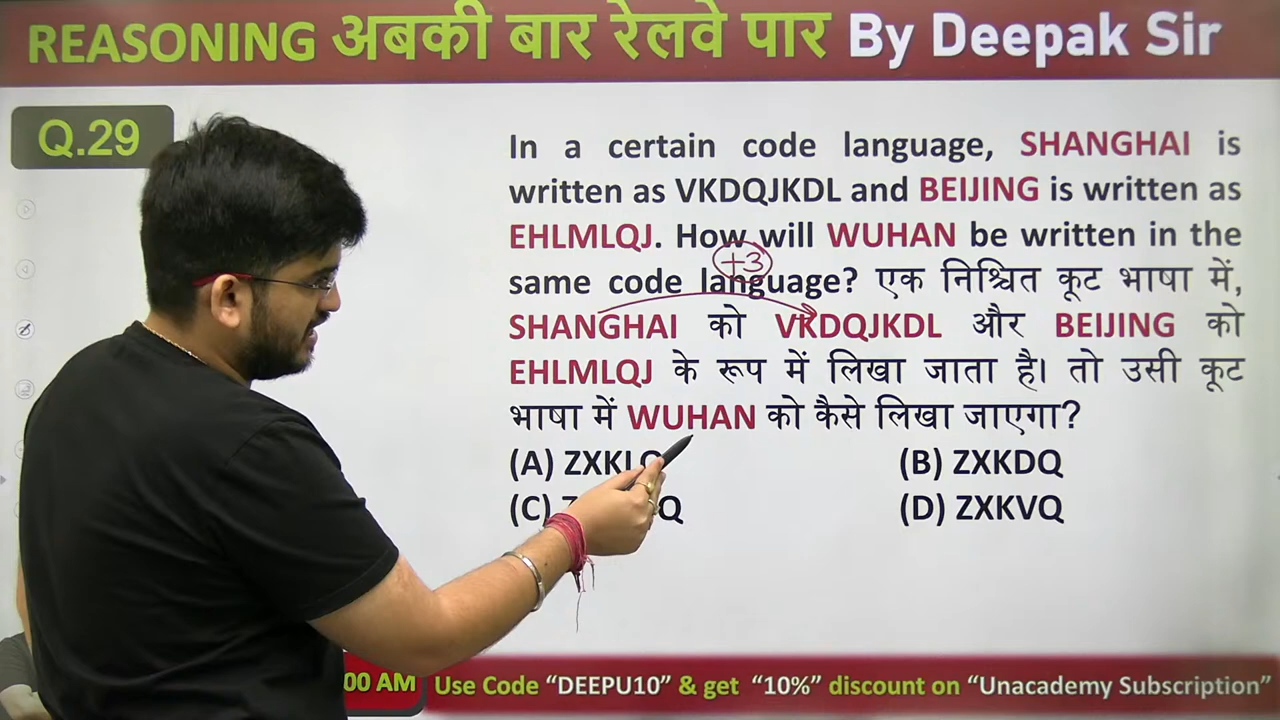 REASONING अबकी बार रेलवे पार By Deepak Sir
Q.29
In a certain code language, SHANGHAI is
written as VKDQJKDL and BEIJING is written as
EHLMLQJ. How will WUHAN be written in the
+3
same code language? एक निश्चित कूट भाषा में,
SHANGHAI को VKDQJKDL और BEIJING को
EHLMLQJ के रूप में लिखा जाता है। तो उसी कूट
भाषा में WUHAN को कैसे लिखा जाएगा?
(A) (B) ZXKDQ
(C) (D) ZXKVQ
00 AM Use Code “DEEPU10” & get “10%” discount on “Unacademy Subscription”